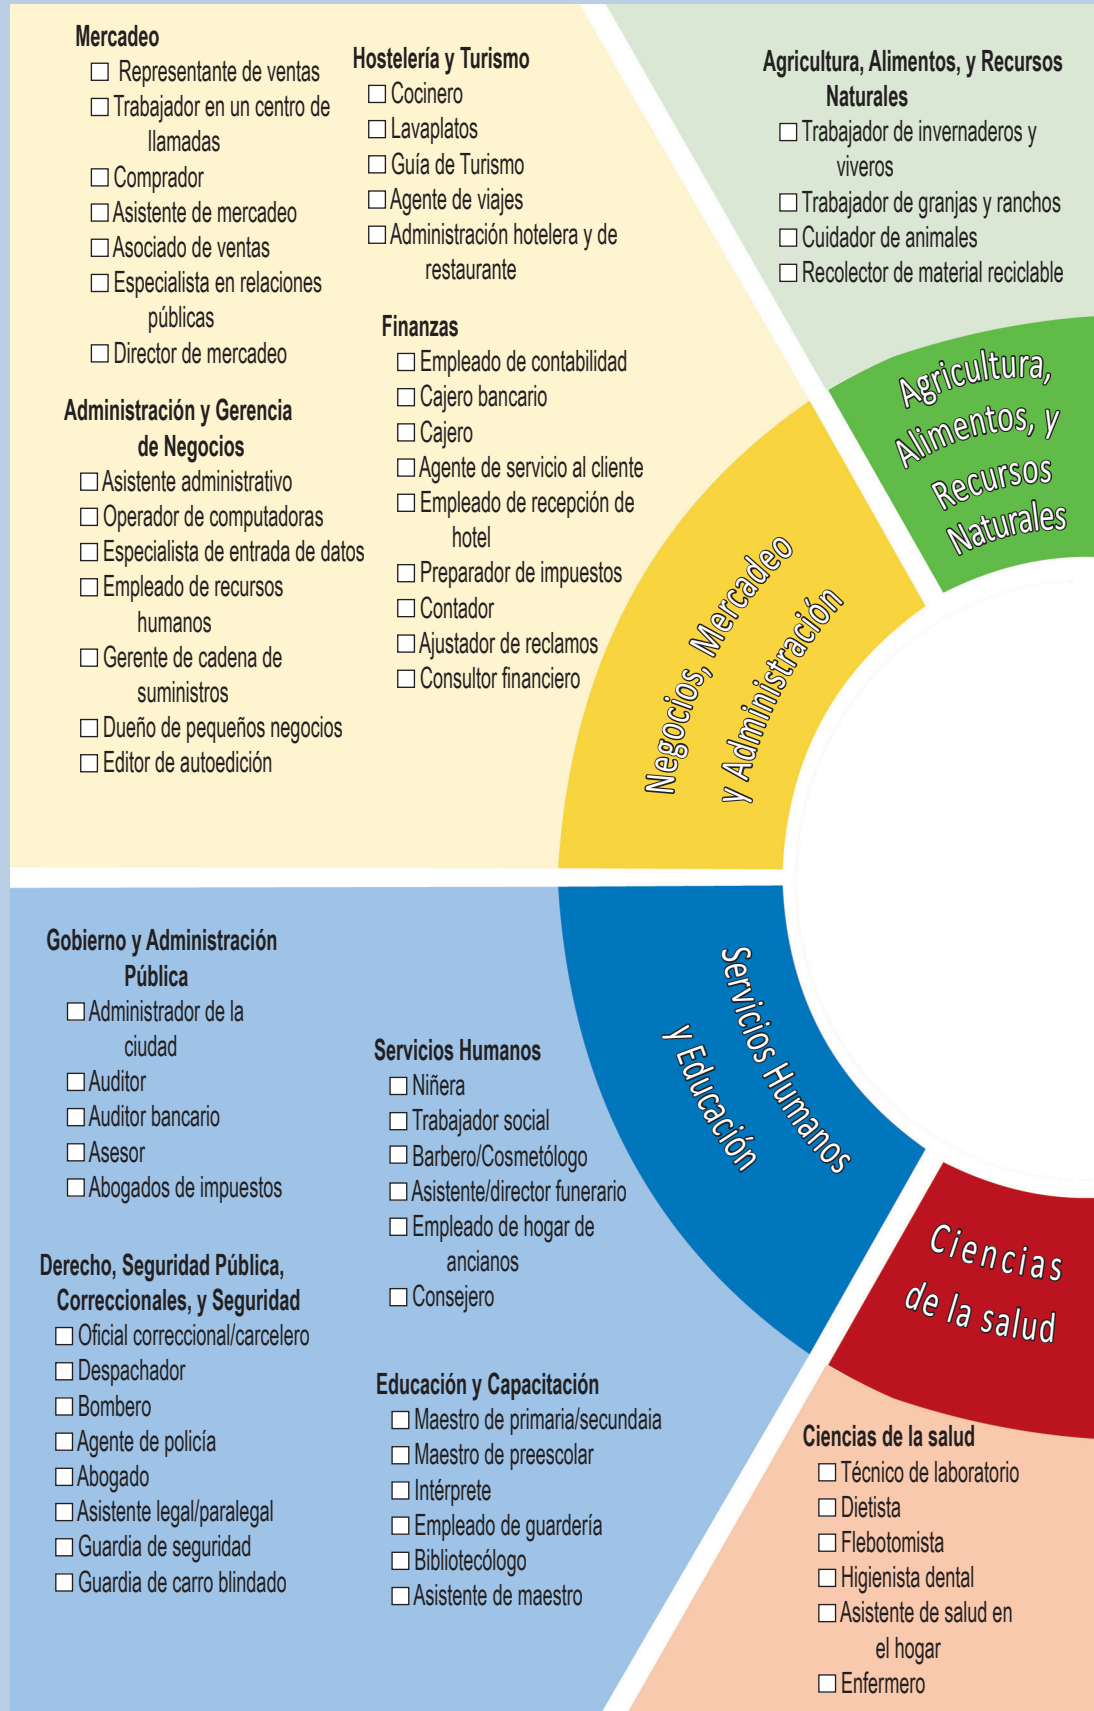 Mercadeo
☐ Representante de ventas
☐ Trabajador en un centro de
llamadas
☐ Comprador
☐ Asistente de mercadeo
☐ Asociado de ventas
☐ Especialista en relaciones
públicas
☐ Director de mercadeo
Administración y Gerencia
de Negocios
☐ Asistente administrativo
☐ Operador de computadoras
☐ Especialista de entrada de datos
☐ Empleado de recursos
humanos
☐ Gerente de cadena de
suministros
☐ Dueño de pequeños negocios
☐ Editor de autoedición
Hostelería y Turismo
☐ Cocinero
☐ Lavaplatos
☐ Guía de Turismo
☐ Agente de viajes
☐ Administración hotelera y de
restaurante
Finanzas
☐ Empleado de contabilidad
☐ Cajero bancario
☐ Cajero
☐ Agente de servicio al cliente
☐ Empleado de recepción de
hotel
☐ Preparador de impuestos
☐ Contador
☐ Ajustador de reclamos
☐ Consultor financiero
Negocios, Mercadeo
y Administración
Agricultura, Alimentos, y Recursos
Naturales
☐ Trabajador de invernaderos y
viveros
☐ Trabajador de granjas y ranchos
☐ Cuidador de animales
☐ Recolector de material reciclable
Agricultura,
Alimentos, y
Recursos
Naturales
Gobierno y Administración
Pública
☐ Administrador de la
ciudad
☐ Auditor
☐ Auditor bancario
☐ Asesor
☐ Abogados de impuestos
Derecho, Seguridad Pública,
Correccionales, y Seguridad
☐ Oficial correccional/carcelero
☐ Despachador
☐ Bombero
☐ Agente de policía
☐ Abogado
☐ Asistente legal/paralegal
☐ Guardia de seguridad
☐ Guardia de carro blindado
Servicios Humanos
☐ Niñera
☐ Trabajador social
☐ Barbero/Cosmetólogo
☐ Asistente/director funerario
☐ Empleado de hogar de
ancianos
☐ Consejero
Educación y Capacitación
☐ Maestro de primaria/secundaia
☐ Maestro de preescolar
☐ Intérprete
☐ Empleado de guardería
☐ Bibliotecólogo
☐ Asistente de maestro
Servicios Humanos
y Educación
Ciencias
de la salud
Ciencias de la salud
☐ Técnico de laboratorio
☐ Dietista
☐ Flebotomista
☐ Higienista dental
☐ Asistente de salud en
el hogar
☐ Enfermero